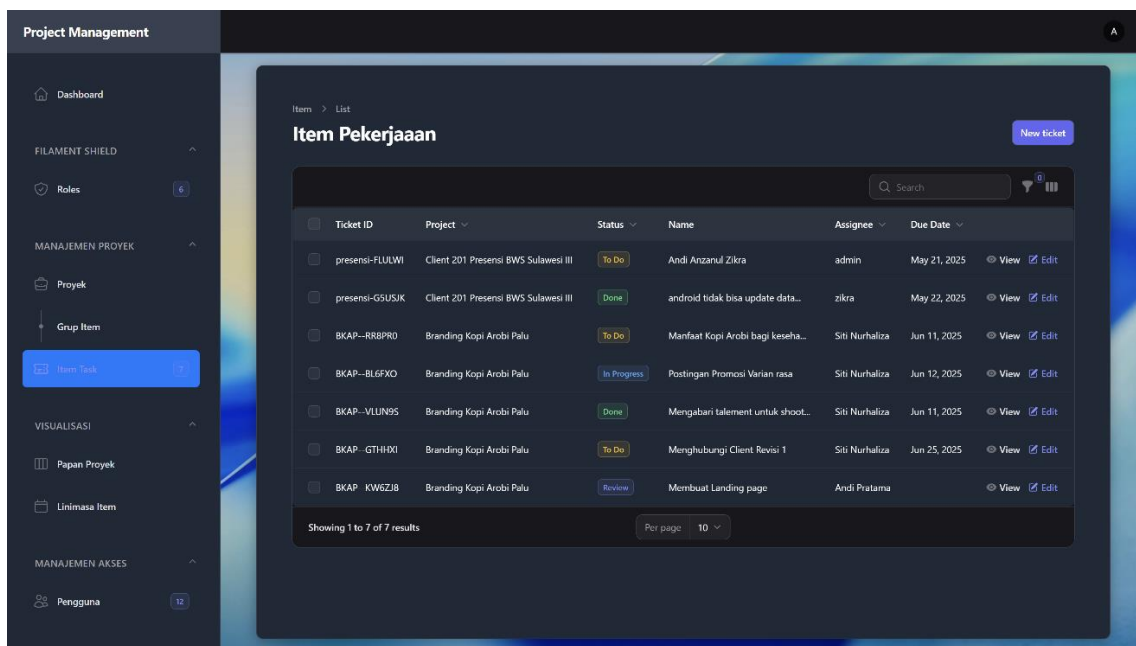 Project Management
A
Dashboard
FILAMENT SHIELD
Roles 6
MANAJEMEN PROYEK
Proyek
Grup Item
Item Task 7
VISUALISASI
Papan Proyek
Linimasa Item
MANAJEMEN AKSES
Pengguna 12
Item > List
Item Pekerjaaan
New ticket
Search 0
Ticket ID Project Status Name Assignee Due Date
presensi-FLULWI Client 201 Presensi BWS Sulawesi III To Do Andi Anzanul Zikra admin May 21, 2025 View Edit
presensi-G5USJK Client 201 Presensi BWS Sulawesi III Done android tidak bisa update data... zikra May 22, 2025 View Edit
BKAP--RR8PR0 Branding Kopi Arobi Palu To Do Manfaat Kopi Arobi bagi keseha... Siti Nurhaliza Jun 11, 2025 View Edit
BKAP--BL6FXO Branding Kopi Arobi Palu In Progress Postingan Promosi Varian rasa Siti Nurhaliza Jun 12, 2025 View Edit
BKAP--VLUN9S Branding Kopi Arobi Palu Done Mengabari talement untuk shoot... Siti Nurhaliza Jun 11, 2025 View Edit
BKAP--GTHHXI Branding Kopi Arobi Palu To Do Menghubungi Client Revisi 1 Siti Nurhaliza Jun 25, 2025 View Edit
BKAP--KW6ZJ8 Branding Kopi Arobi Palu Review Membuat Landing page Andi Pratama View Edit
Showing 1 to 7 of 7 results
Per page 10